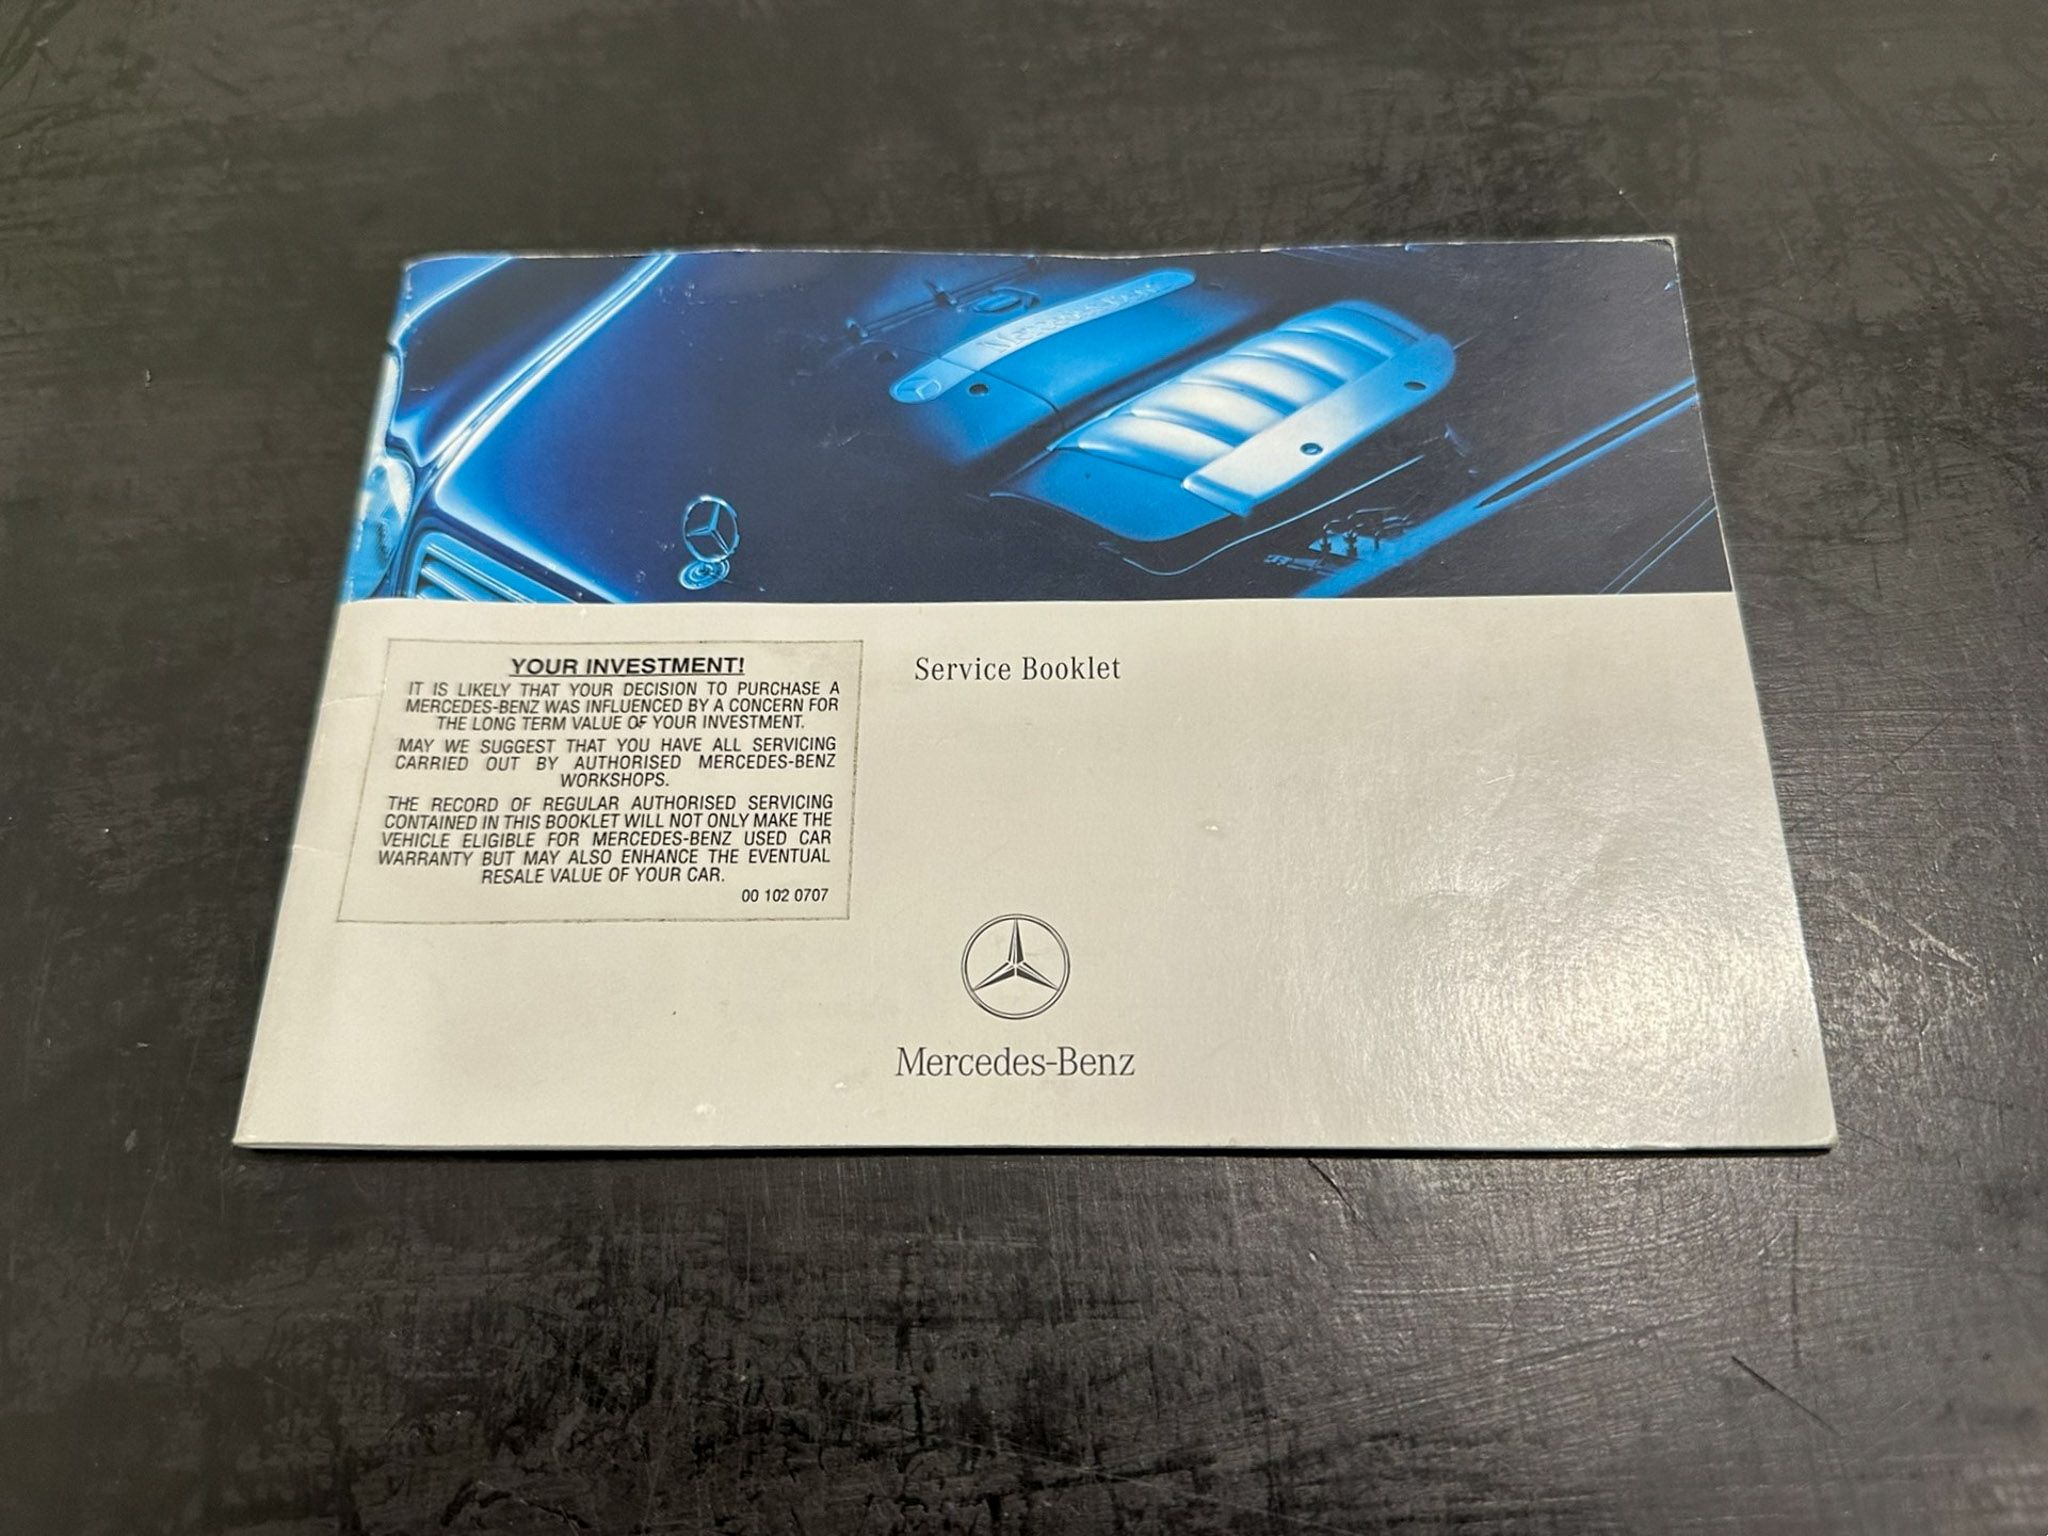 Mercedes-Benz
YOUR INVESTMENT!
IT IS LIKELY THAT YOUR DECISION TO PURCHASE A
MERCEDES-BENZ WAS INFLUENCED BY A CONCERN FOR
THE LONG TERM VALUE OF YOUR INVESTMENT.
MAY WE SUGGEST THAT YOU HAVE ALL SERVICING
CARRIED OUT BY AUTHORISED MERCEDES-BENZ
WORKSHOPS.
THE RECORD OF REGULAR AUTHORISED SERVICING
CONTAINED IN THIS BOOKLET WILL NOT ONLY MAKE THE
VEHICLE ELIGIBLE FOR MERCEDES-BENZ USED CAR
WARRANTY BUT MAY ALSO ENHANCE THE EVENTUAL
RESALE VALUE OF YOUR CAR.
00 102 0707
Service Booklet
Mercedes-Benz